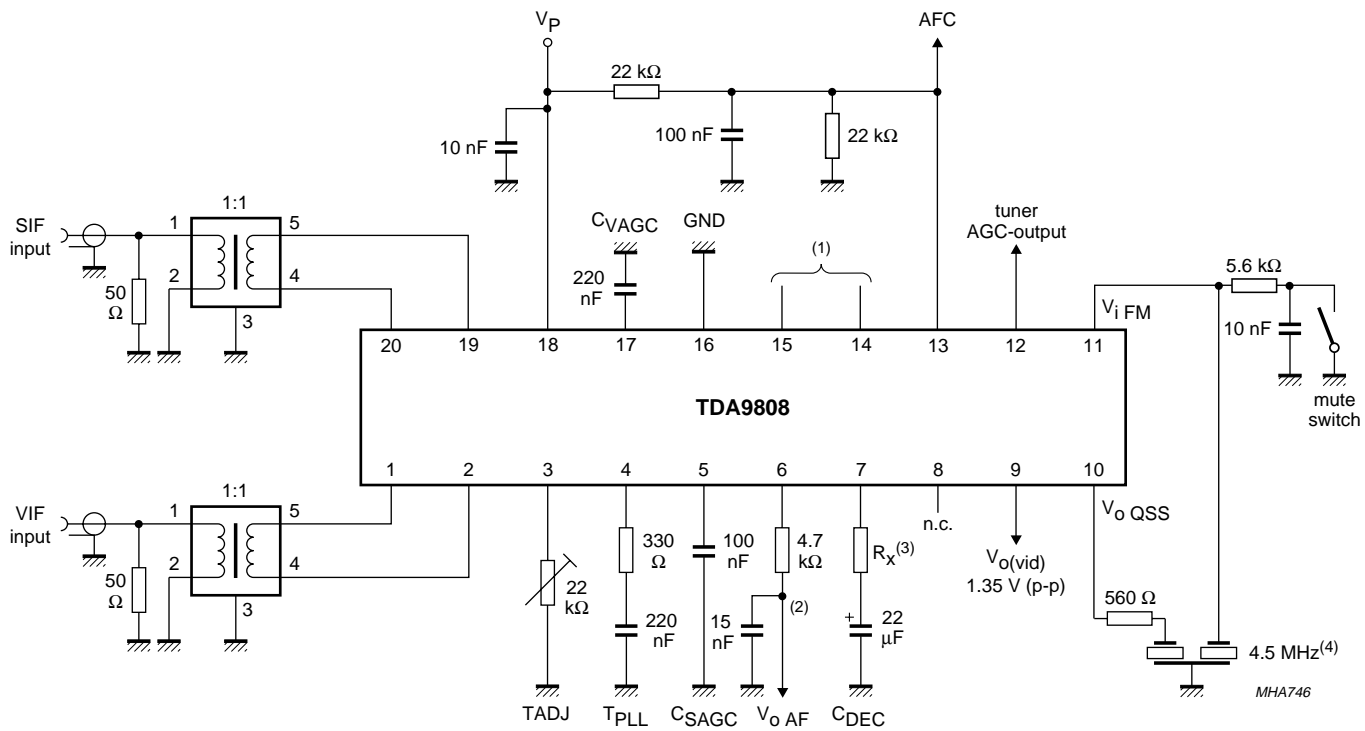 VP
AFC
22 kΩ
10 nF
100 nF
22 kΩ
SIF
input
1:1
1
5
2
4
3
50
Ω
CVAGC
GND
220
nF
(1)
tuner
AGC-output
5.6 kΩ
Vi FM
10 nF
mute
switch
20
19
18
17
16
15
14
13
12
11
TDA9808
1
2
3
4
5
6
7
8
9
10
VIF
input
1:1
1
5
2
4
3
50
Ω
22
kΩ
330
Ω
220
nF
100
nF
4.7
kΩ
(2)
15
nF
Rx(3)
+
22
μF
n.c.
Vo(vid)
1.35 V (p-p)
Vo QSS
560 Ω
4.5 MHz(4)
TADJ
TPLL
CSAGC
Vo AF
CDEC
MHA746